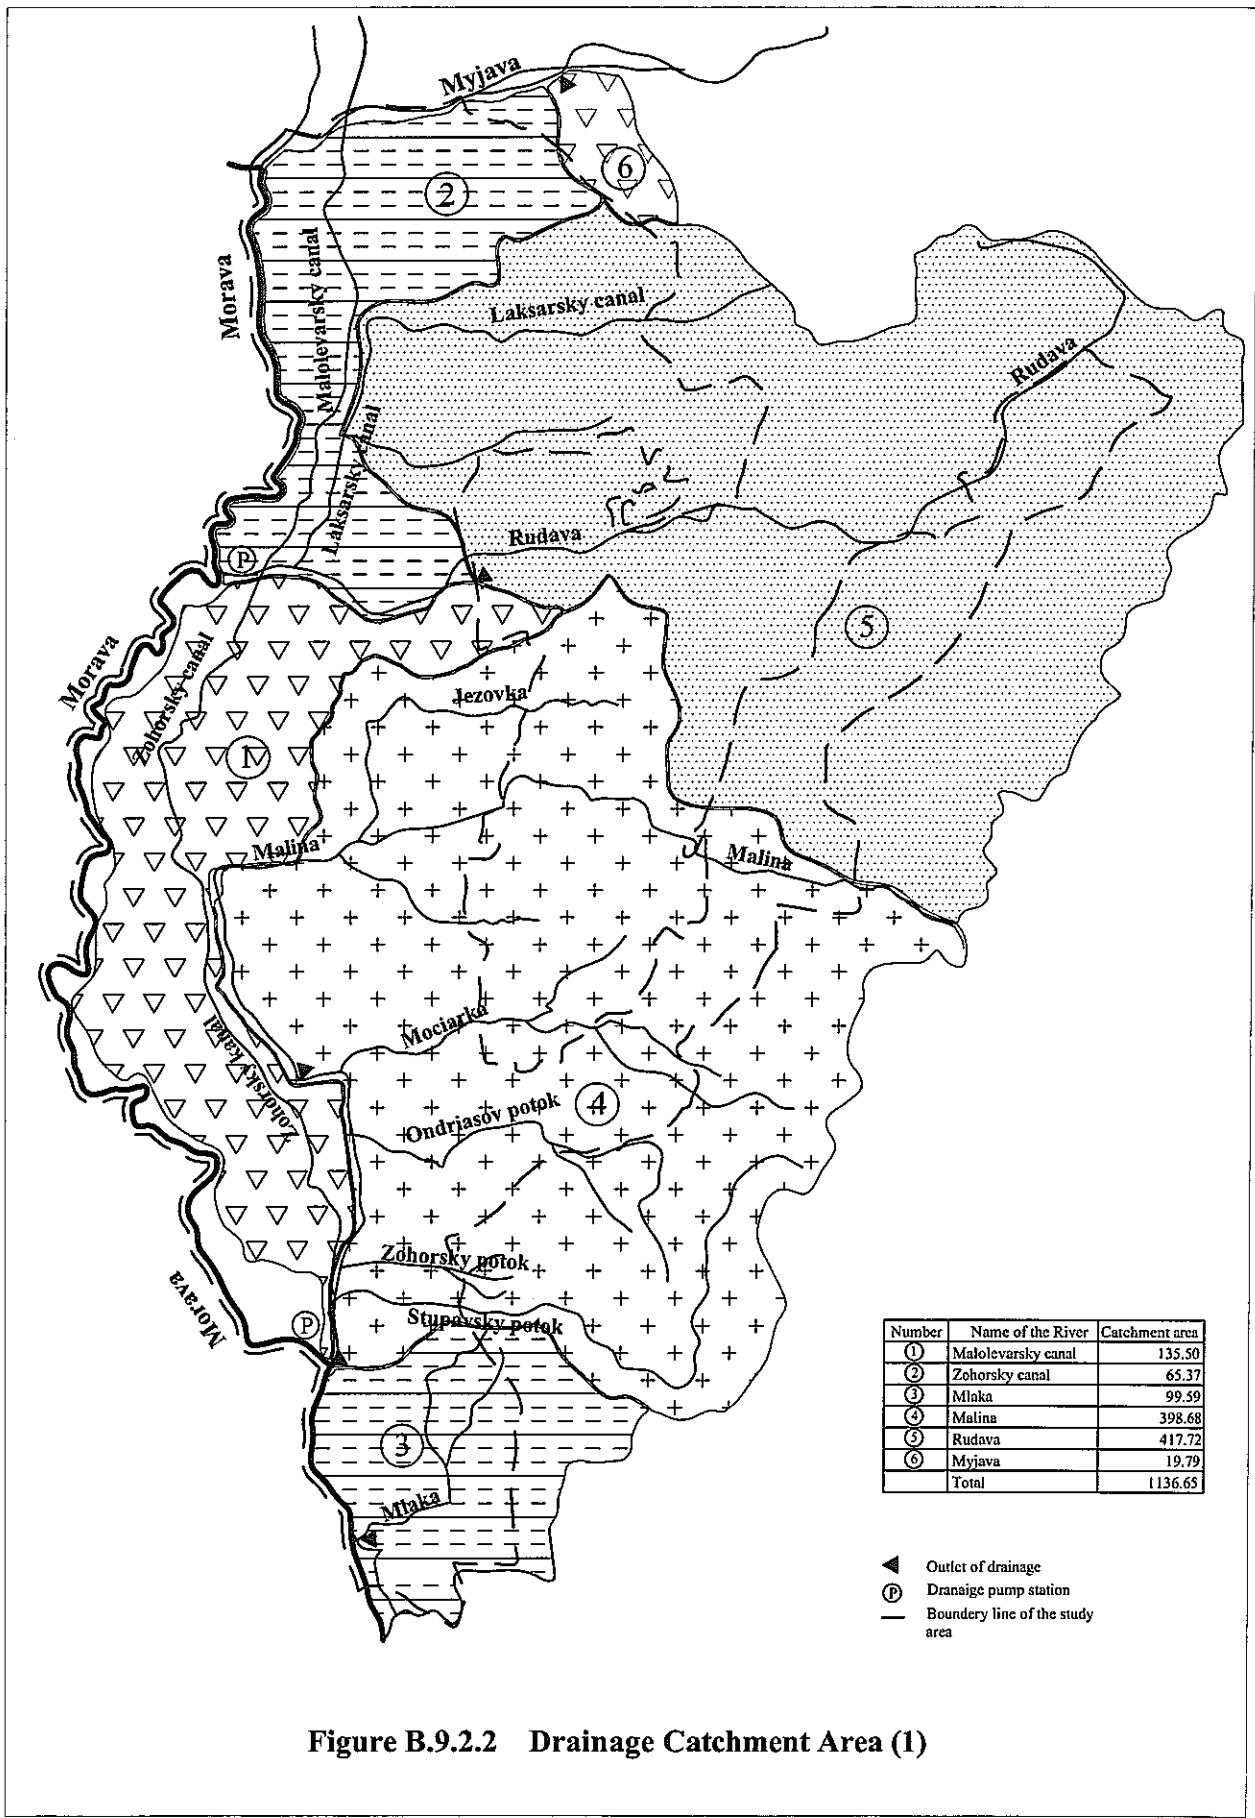 Myjava
6
2
Morava
Malolevarsky canal
Laksarsky canal
Rudava
Laksarsky canal
Rudava
P
5
Morava
Zohorsky canal
Jezovka
1
Malina
Malina
Mociarka
Zohorsky kanal
4
Ondriasov potok
Zohorsky potok
Morava
P
Stupavsky potok
3
Mlaka
Number Name of the River Catchment area
1 Malolevarsky canal 135.50
2 Zohorsky canal 65.37
3 Mlaka 99.59
4 Malina 398.68
5 Rudava 417.72
6 Myjava 19.79
Total 1136.65
Outlet of drainage
P Dranaige pump station
Boundery line of the study
area
Figure B.9.2.2 Drainage Catchment Area (1)